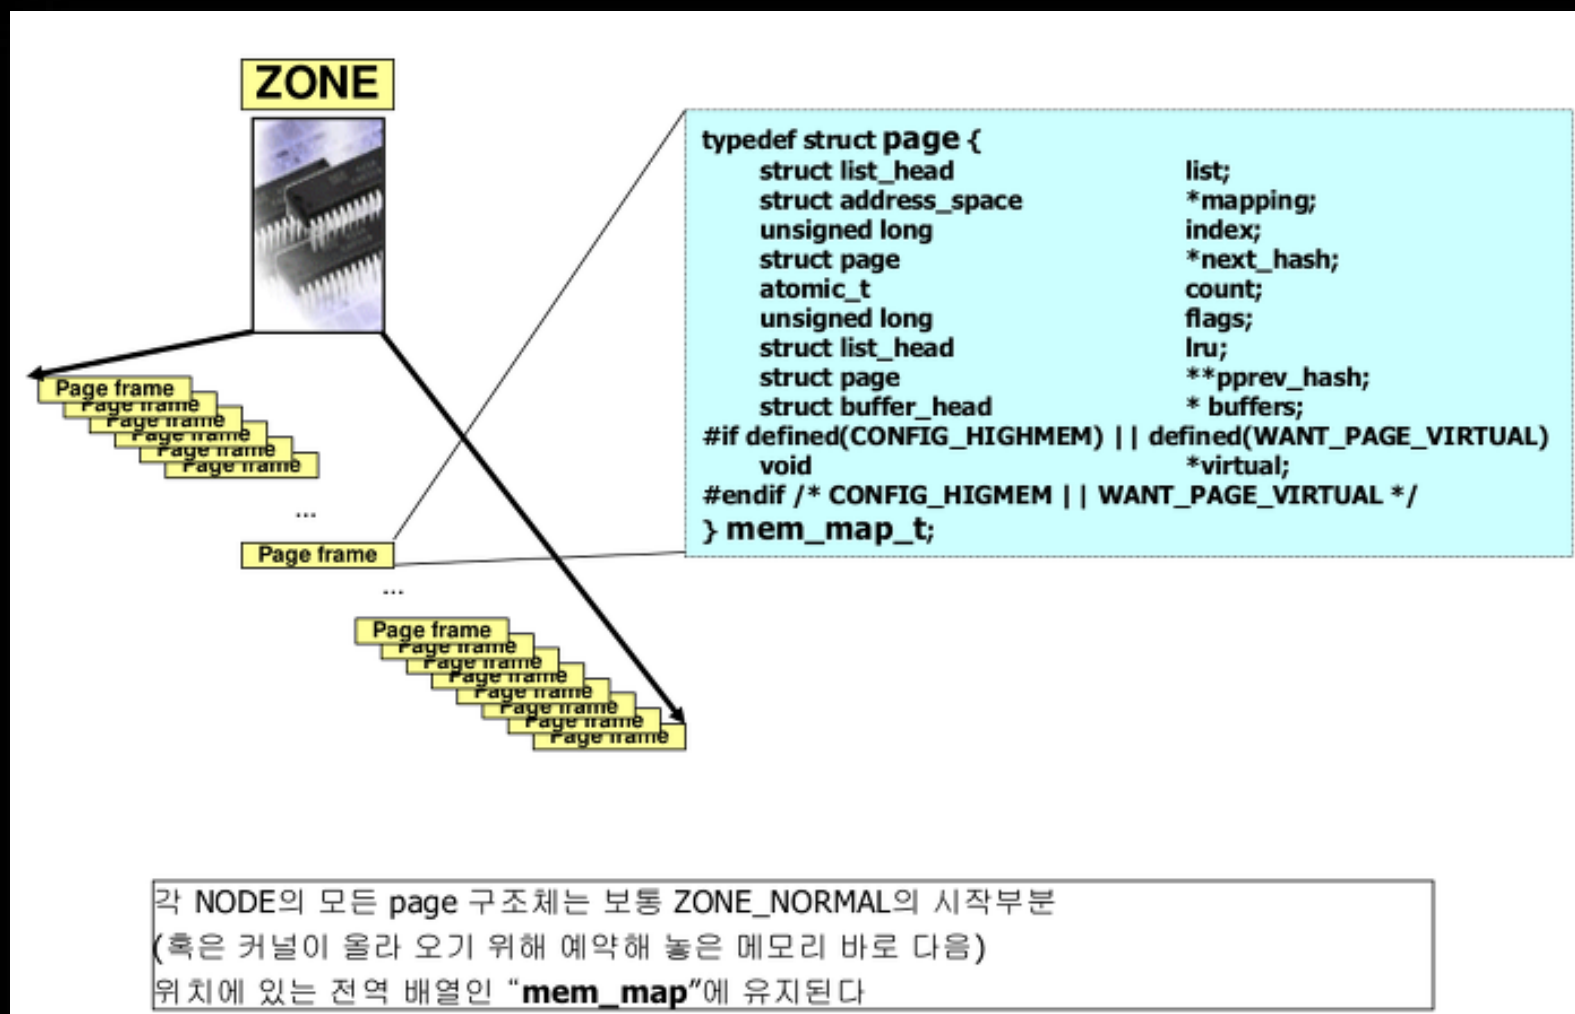 ZONE
typedef struct page {
struct list_head list;
struct address_space *mapping;
unsigned long index;
struct page *next_hash;
atomic_t count;
unsigned long flags;
struct list_head lru;
struct page **pprev_hash;
struct buffer_head * buffers;
#if defined(CONFIG_HIGHMEM) || defined(WANT_PAGE_VIRTUAL)
void *virtual;
#endif /* CONFIG_HIGMEM || WANT_PAGE_VIRTUAL */
} mem_map_t;
Page frame
Page frame
Page frame
Page frame
Page frame
Page frame
...
Page frame
...
Page frame
Page frame
Page frame
Page frame
Page frame
Page frame
Page frame
Page frame
각 NODE의 모든 page 구조체는 보통 ZONE_NORMAL의 시작부분
(혹은 커널이 올라 오기 위해 예약해 놓은 메모리 바로 다음)
위치에 있는 전역 배열인 “mem_map”에 유지된다